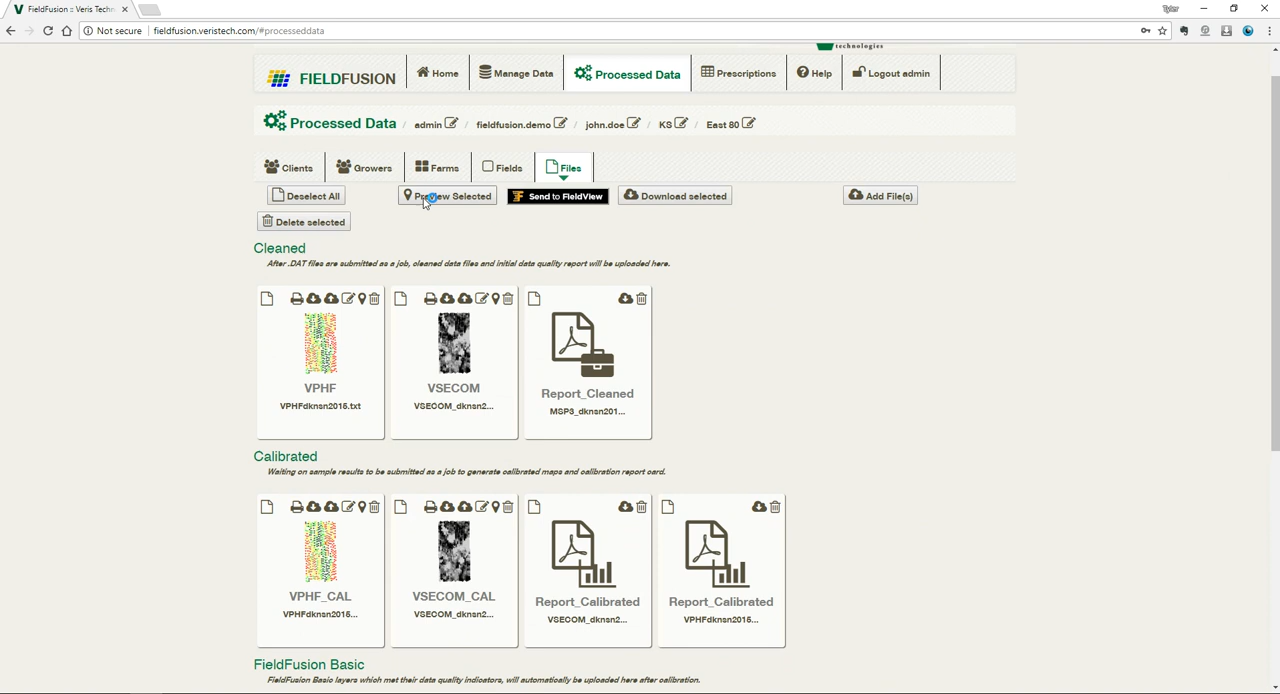 FieldFusion :: Veris Techn
Tyler
Not secure
fieldfusion.veristech.com/#processeddata
technologies
FIELDFUSION
Home
Manage Data
Processed Data
Prescriptions
Help
Logout admin
Processed Data / admin / fieldfusion.demo / john.doe / KS / East 80
Clients
Growers
Farms
Fields
Files
Deselect All
Preview Selected
Send to FieldView
Download selected
Add File(s)
Delete selected
Cleaned
After .DAT files are submitted as a job, cleaned data files and initial data quality report will be uploaded here.
VPHF
VSECOM
Report_Cleaned
VPHFdknsn2015.txt
VSECOM_dknsn2...
MSP3_dknsn201...
Calibrated
Waiting on sample results to be submitted as a job to generate calibrated maps and calibration report card.
VPHF_CAL
VSECOM_CAL
Report_Calibrated
Report_Calibrated
VPHFdknsn2015...
VSECOM_dknsn2...
VSECOM_dknsn2...
VPHFdknsn2015...
FieldFusion Basic
FieldFusion Basic layers which met their data quality indicators, will automatically be uploaded here after calibration.